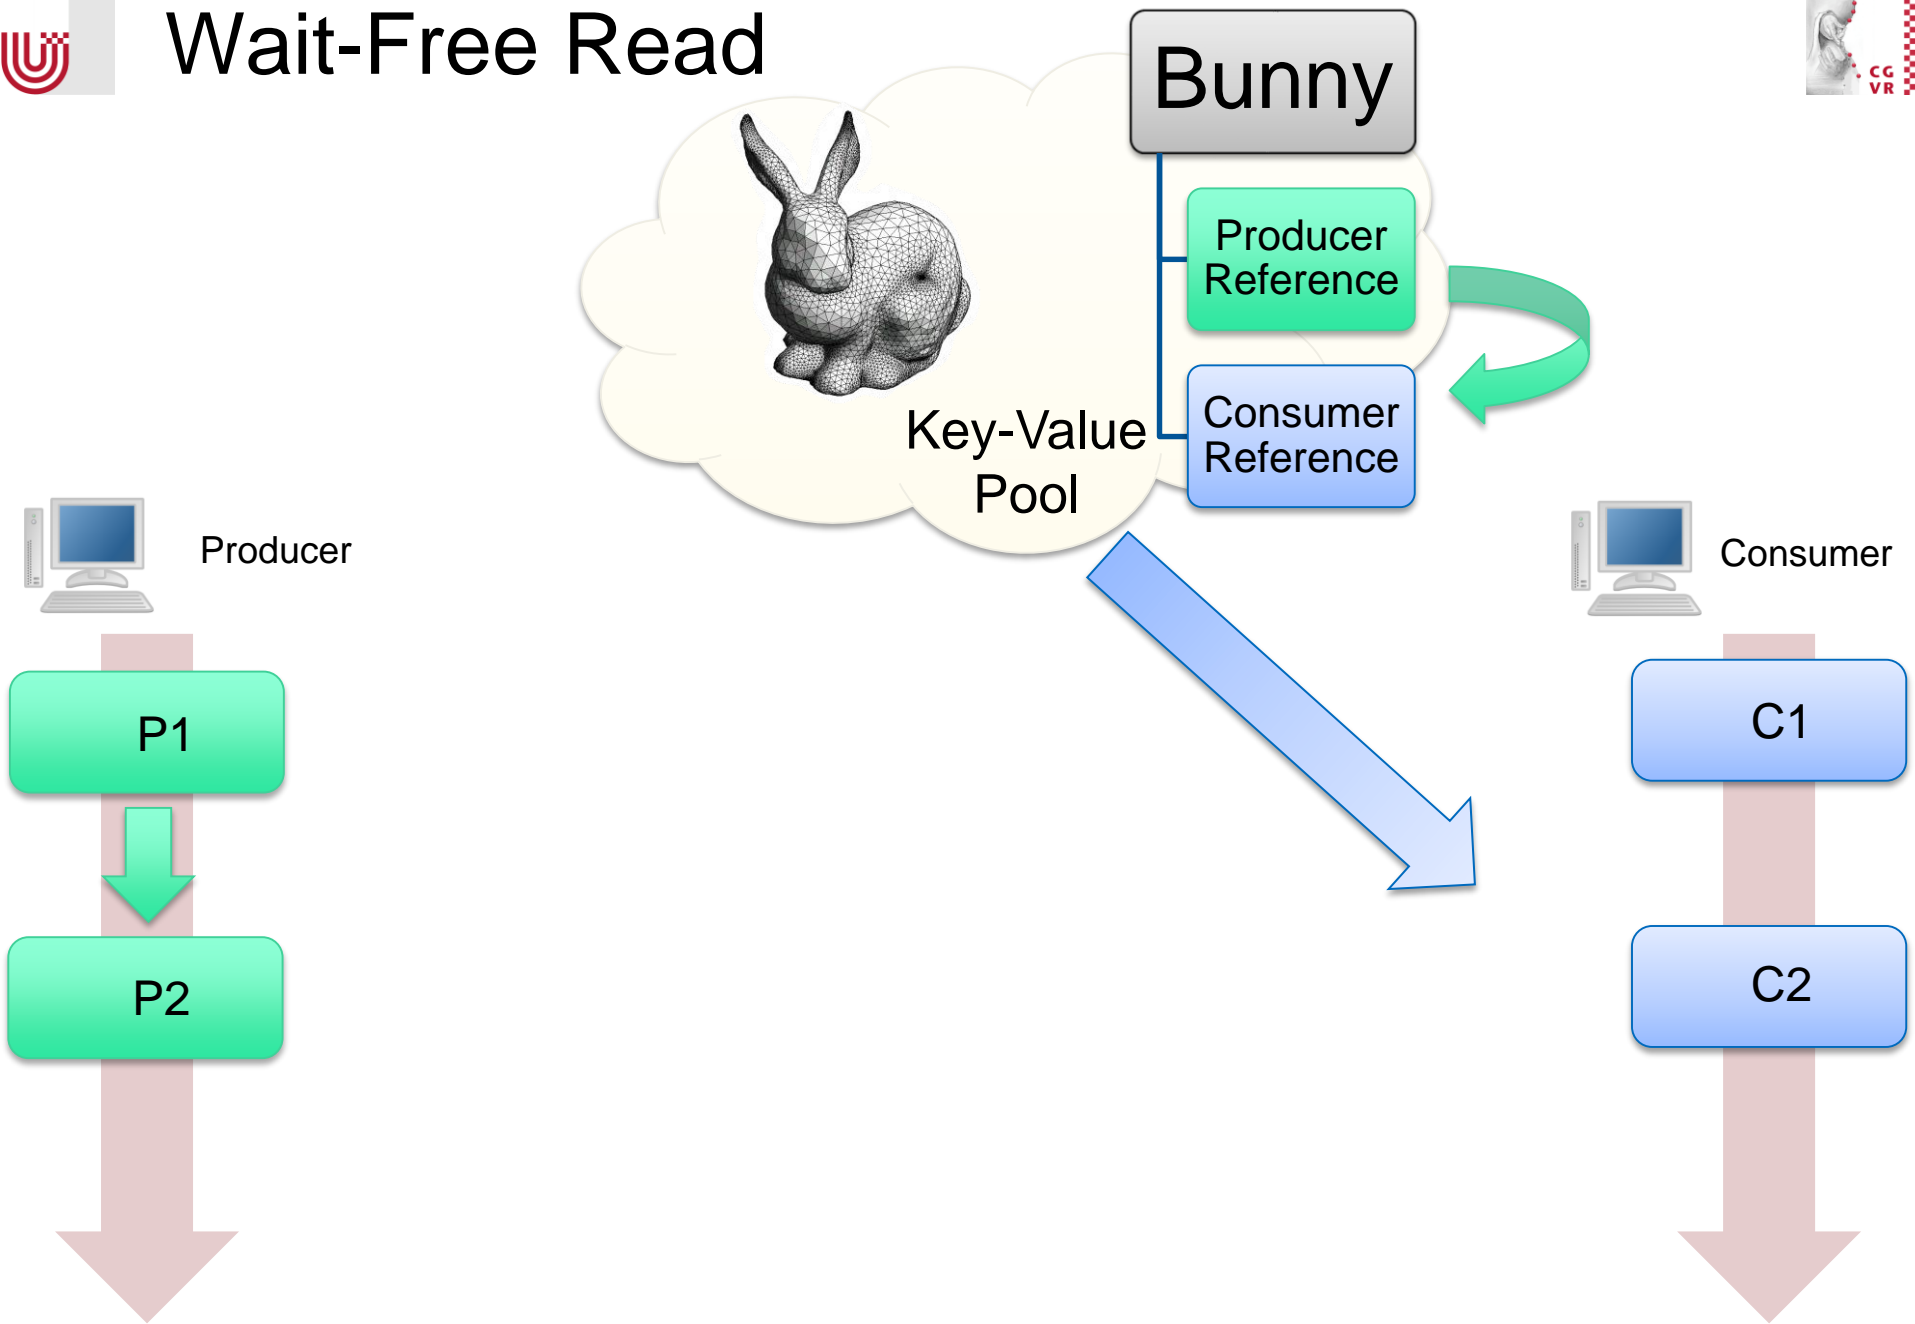 Wait-Free Read
Bunny
CG
VR
Producer
Reference
Consumer
Reference
Key-Value
Pool
Producer
Consumer
P1
C1
P2
C2